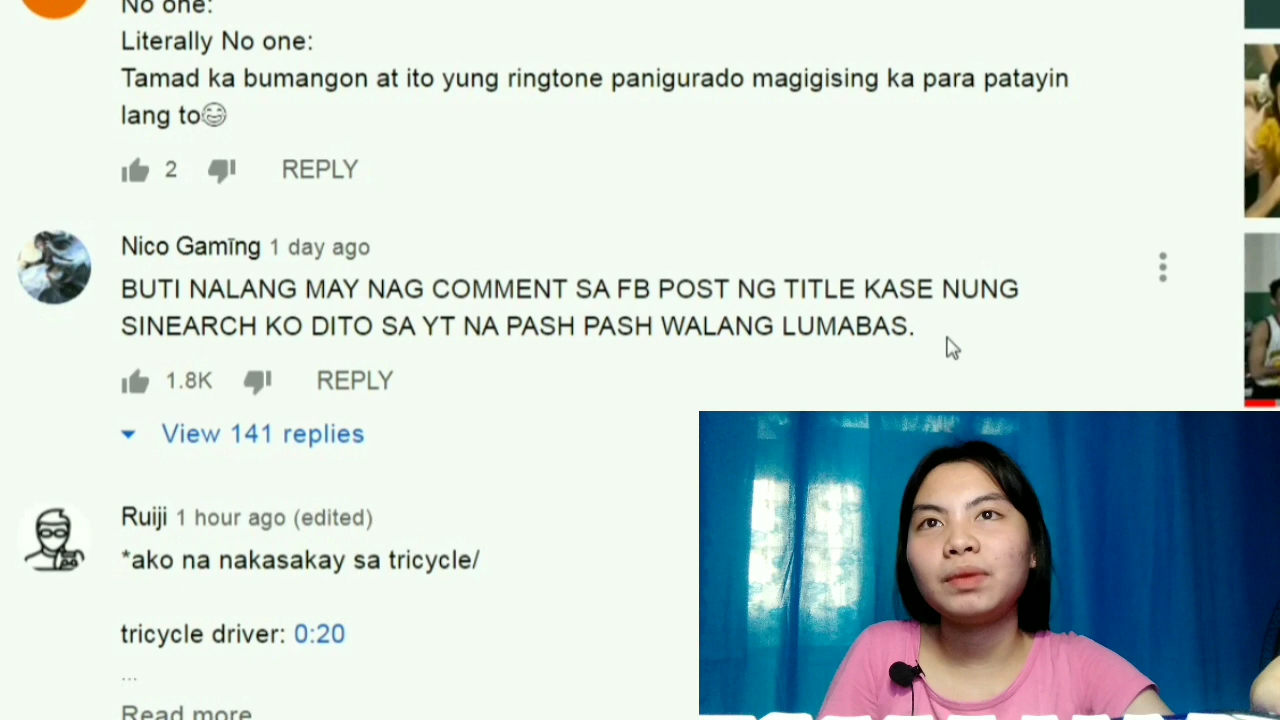 No one:
Literally No one:
Tamad ka bumangon at ito yung ringtone panigurado magigising ka para patayin
lang to😂
2 REPLY
Nico Gamīng 1 day ago
BUTI NALANG MAY NAG COMMENT SA FB POST NG TITLE KASE NUNG
SINEARCH KO DITO SA YT NA PASH PASH WALANG LUMABAS.
1.8K REPLY
View 141 replies
Ruiji 1 hour ago (edited)
*ako na nakasakay sa tricycle/
tricycle driver: 0:20
...
Read more